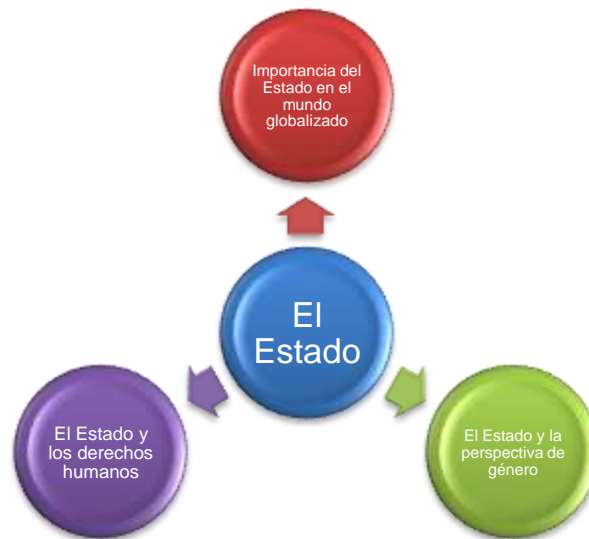 Importancia del
Estado en el
mundo
globalizado
El
Estado
El Estado y
los derechos
humanos
El Estado y la
perspectiva de
género